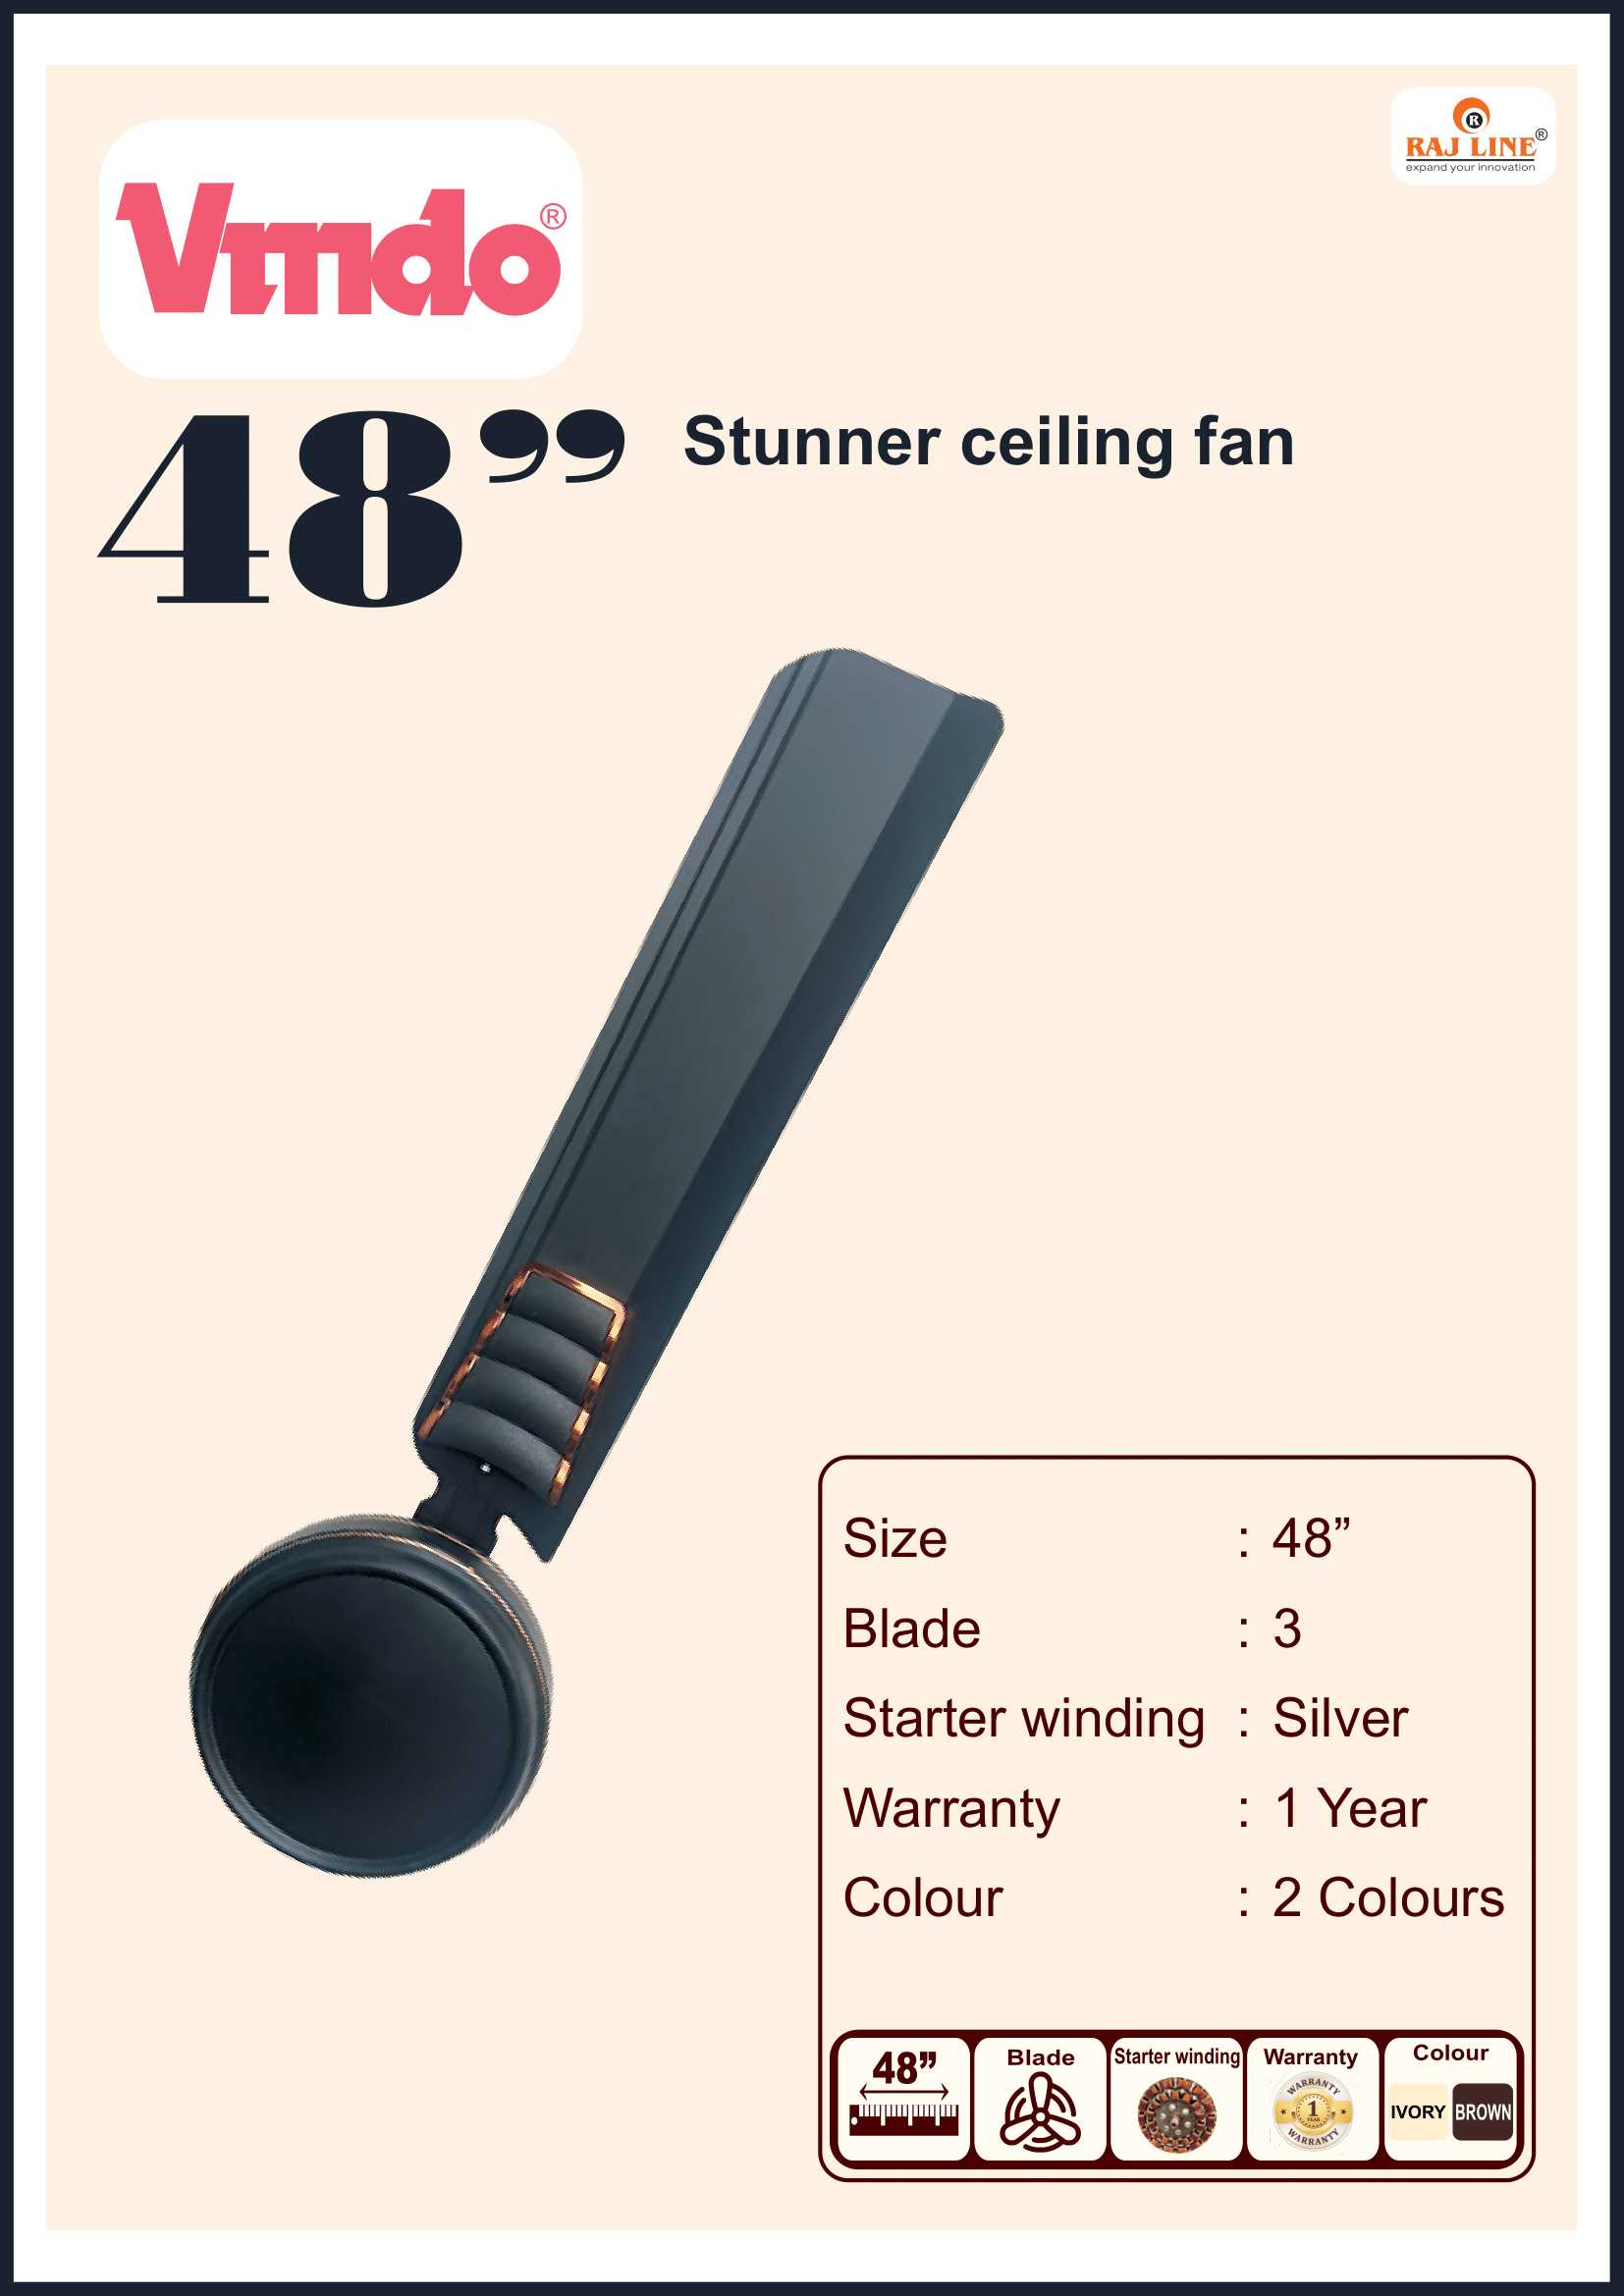 Vmdo®
RAJ LINE®
expand your innovation
48” Stunner ceiling fan
Size : 48”
Blade : 3
Starter winding : Silver
Warranty : 1 Year
Colour : 2 Colours
48”
Blade
Starter winding
Warranty
WARRANTY
1
YEAR
WARRANTY
Colour
IVORY
BROWN